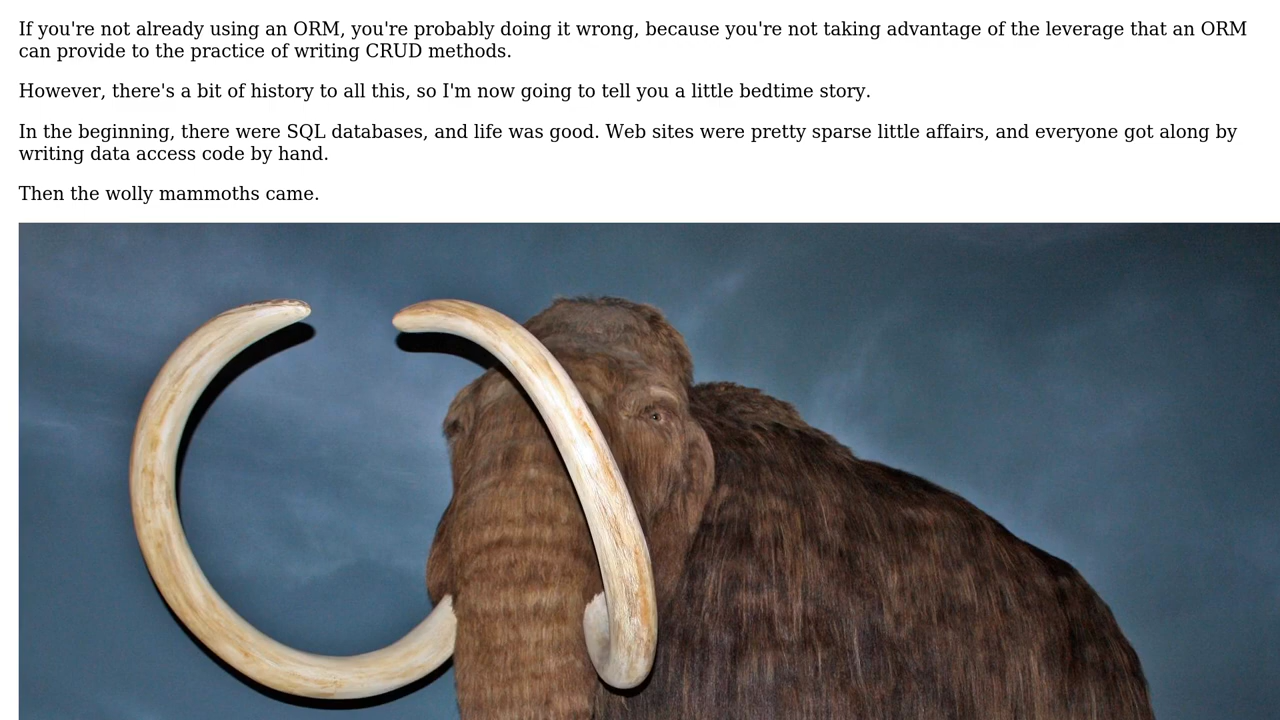 If you're not already using an ORM, you're probably doing it wrong, because you're not taking advantage of the leverage that an ORM
can provide to the practice of writing CRUD methods.
However, there's a bit of history to all this, so I'm now going to tell you a little bedtime story.
In the beginning, there were SQL databases, and life was good. Web sites were pretty sparse little affairs, and everyone got along by
writing data access code by hand.
Then the wolly mammoths came.